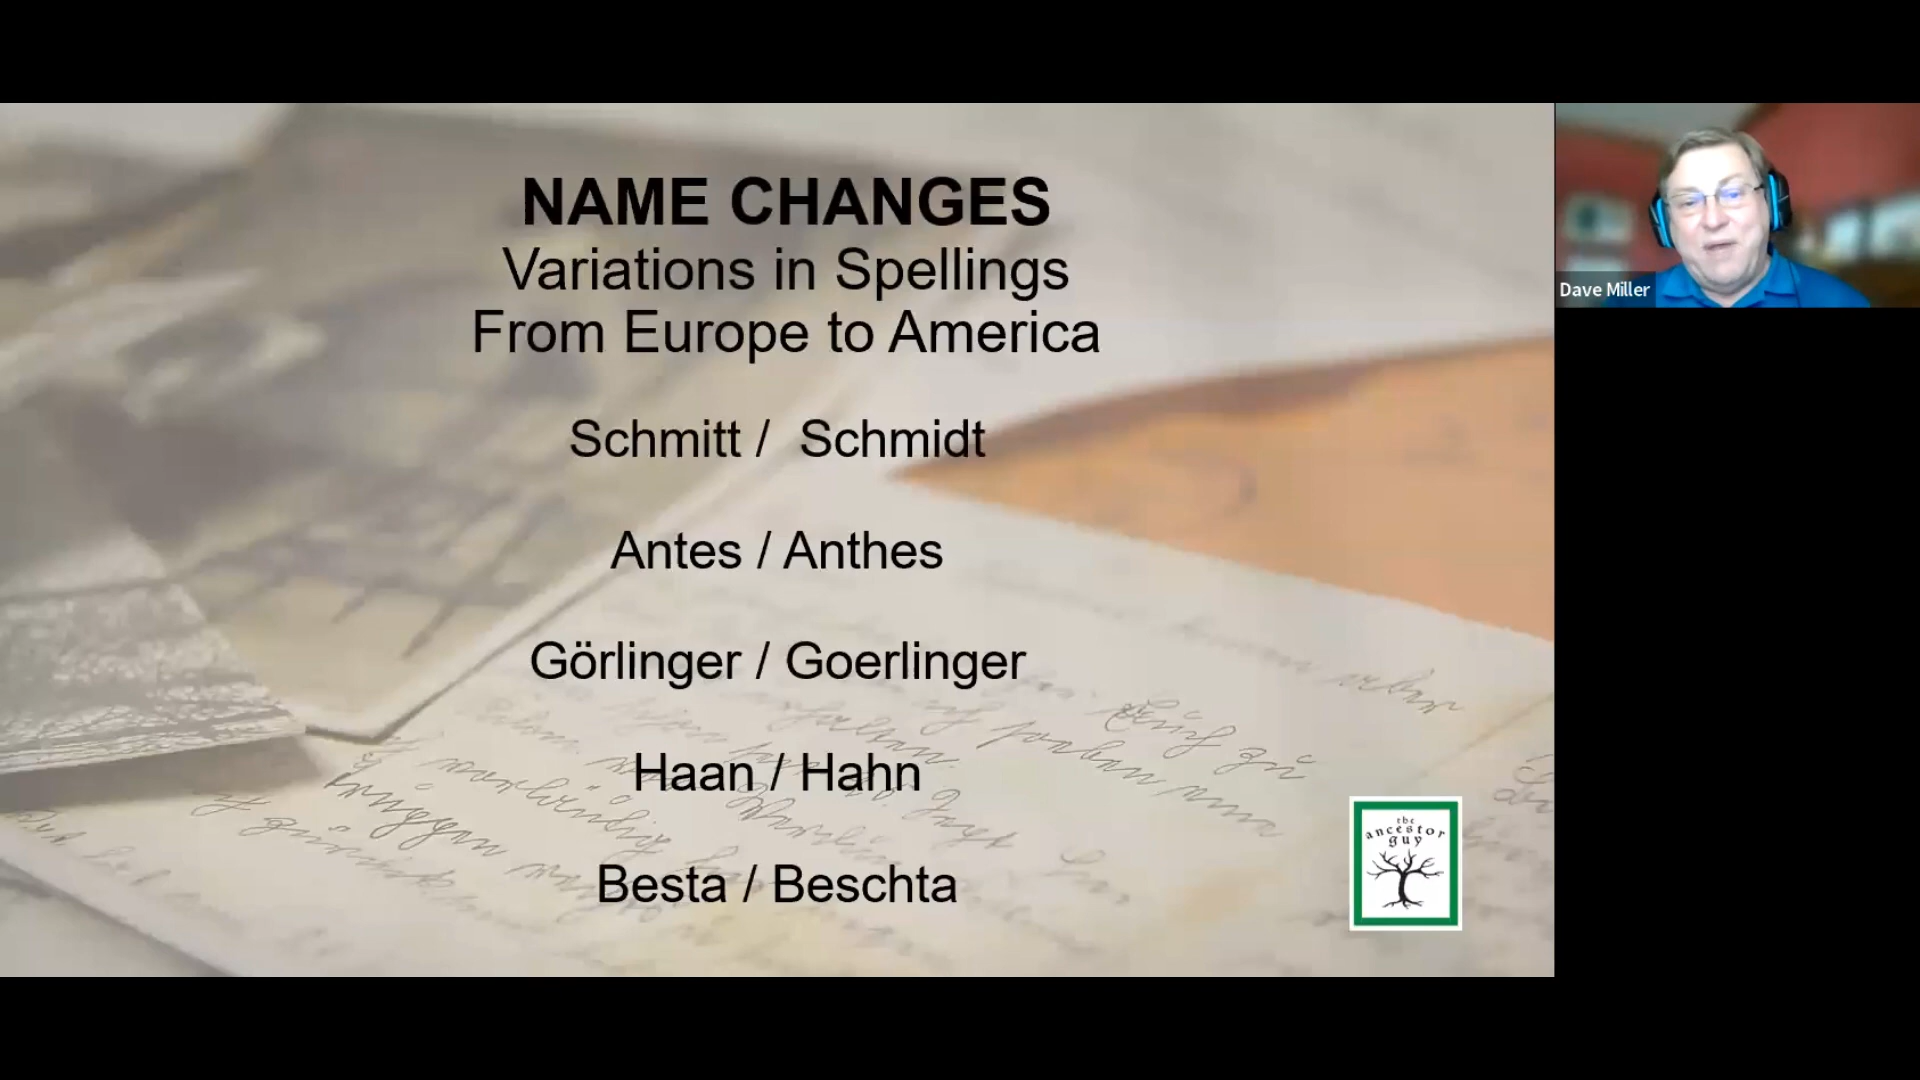 NAME CHANGES
Variations in Spellings
From Europe to America
Schmitt / Schmidt
Antes / Anthes
Görlinger / Goerlinger
Haan / Hahn
Besta / Beschta
the
ancestor
guy
Dave Miller